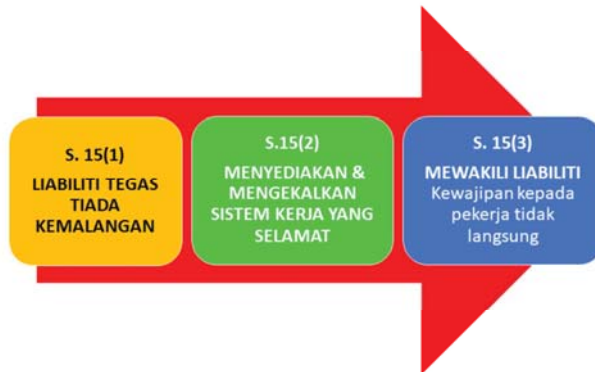 S. 15(1)
LIABILITI TEGAS
TIADA
KEMALANGAN
S.15(2)
MENYEDIAKAN &
MENGEKALKAN
SISTEM KERJA YANG
SELAMAT
S. 15(3)
MEWAKILI LIABILITI
Kewajipan kepada
pekerja tidak
langsung